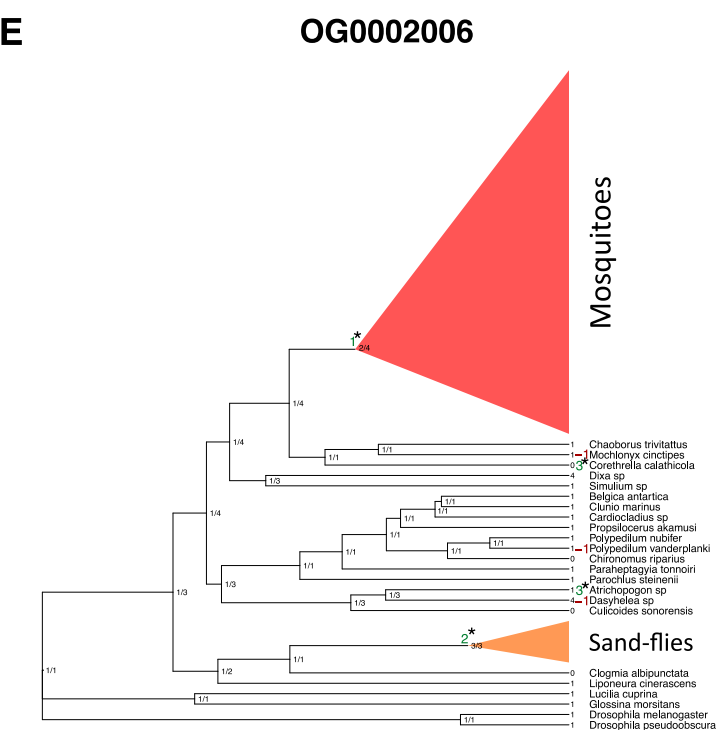 E
OG0002006
Mosquitoes
1* 2/4
1/4
1/4
1/1 1 Chaoborus trivitattus
1/1 1 –1 Mochlonyx cinctipes
0 3* Corethrella calathicola
4 Dixa sp
1/3
1 Simulium sp
1 Belgica antartica
1/1
1 Clunio marinus
1/1
1 Cardiocladius sp
1/1
1/4
1 Propsilocerus akamusi
1/1
1 Polypedilum nubifer
1/1
1 –1 Polypedilum vanderplanki
1/1
1/1
0 Chironomus riparius
1/1
1 Paraheptagyia tonnoiri
1 Parochlus steinenii
1/3
1 3* Atrichopogon sp
1/3
1/3
4 –1 Dasyhelea sp
0 Culicoides sonorensis
1/3
2* 3/3
Sand-flies
1/1
1/1
1/2
0 Clogmia albipunctata
1 Liponeura cinerascens
1 Lucilia cuprina
1/1
1 Glossina morsitans
1 Drosophila melanogaster
1/1
1 Drosophila pseudoobscura